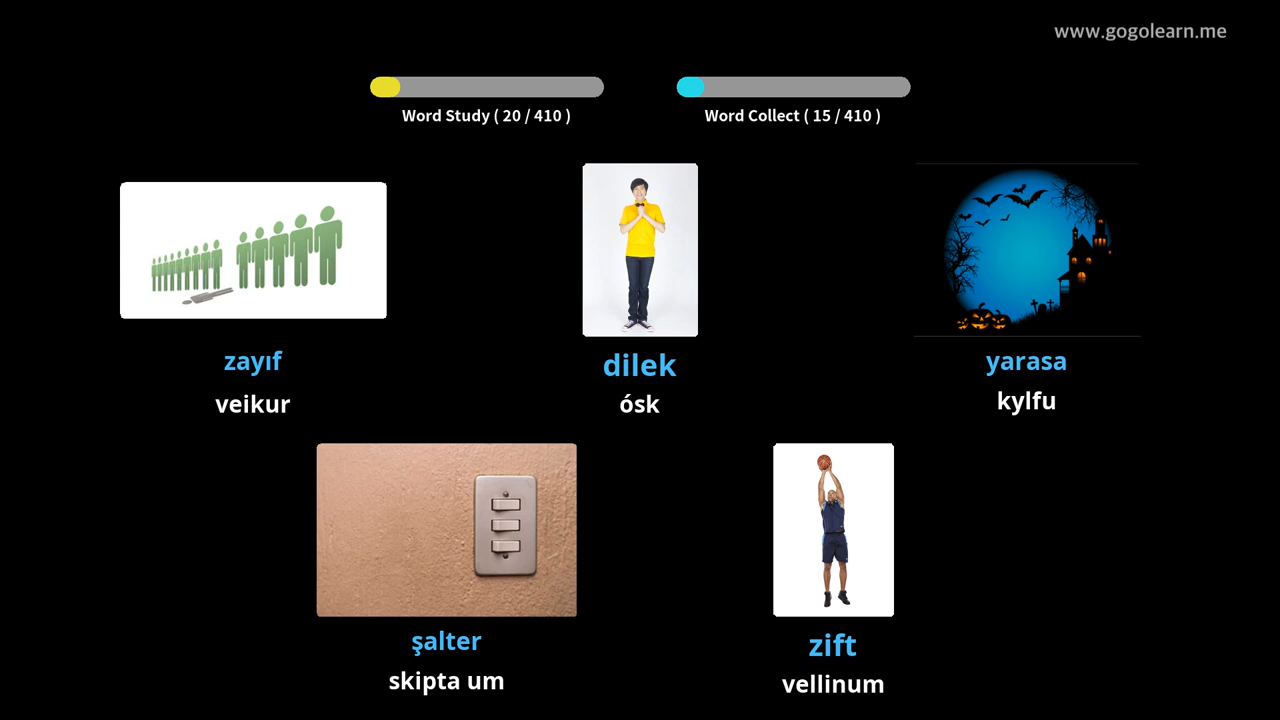 www.gogolearn.me
Word Study ( 20 / 410 )
Word Collect ( 15 / 410 )
zayıf
veikur
dilek
ósk
yarasa
kylfu
şalter
skipta um
zift
vellinum